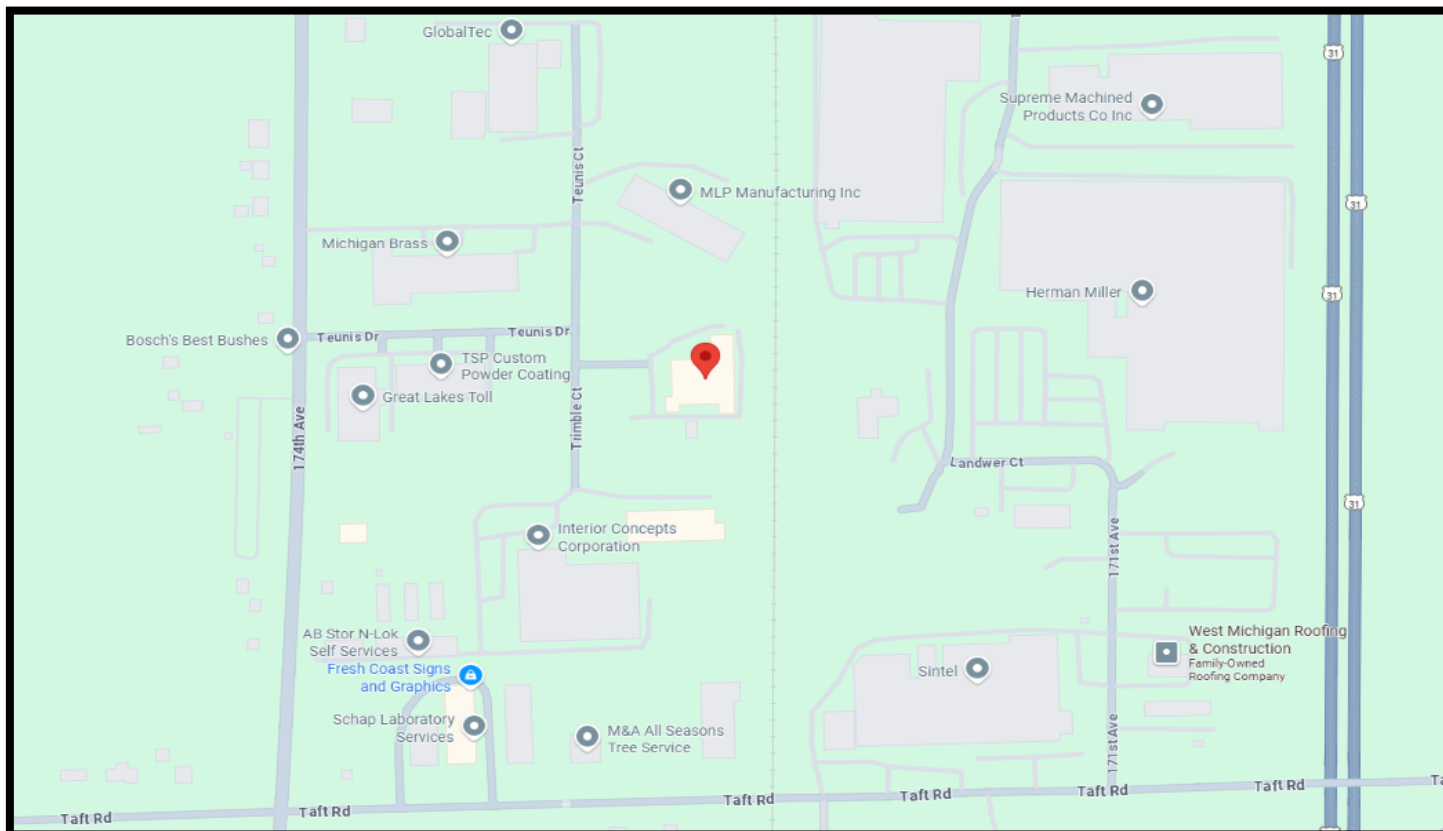 GlobalTec
31
Supreme Machined
Products Co Inc
Teunis Ct
MLP Manufacturing Inc
31
Michigan Brass
Herman Miller
31
Bosch's Best Bushes
Teunis Dr
Teunis Dr
TSP Custom
Powder Coating
Great Lakes Toll
Trimble Ct
174th Ave
Landwer Ct
31
Interior Concepts
Corporation
171st Ave
AB Stor N-Lok
Self Services
Fresh Coast Signs
and Graphics
Sintel
West Michigan Roofing
& Construction
Family-Owned
Roofing Company
Schap Laboratory
Services
M&A All Seasons
Tree Service
171st Ave
Taft Rd
Taft Rd
Taft Rd
Taft Rd
Taft Rd
Taft Rd